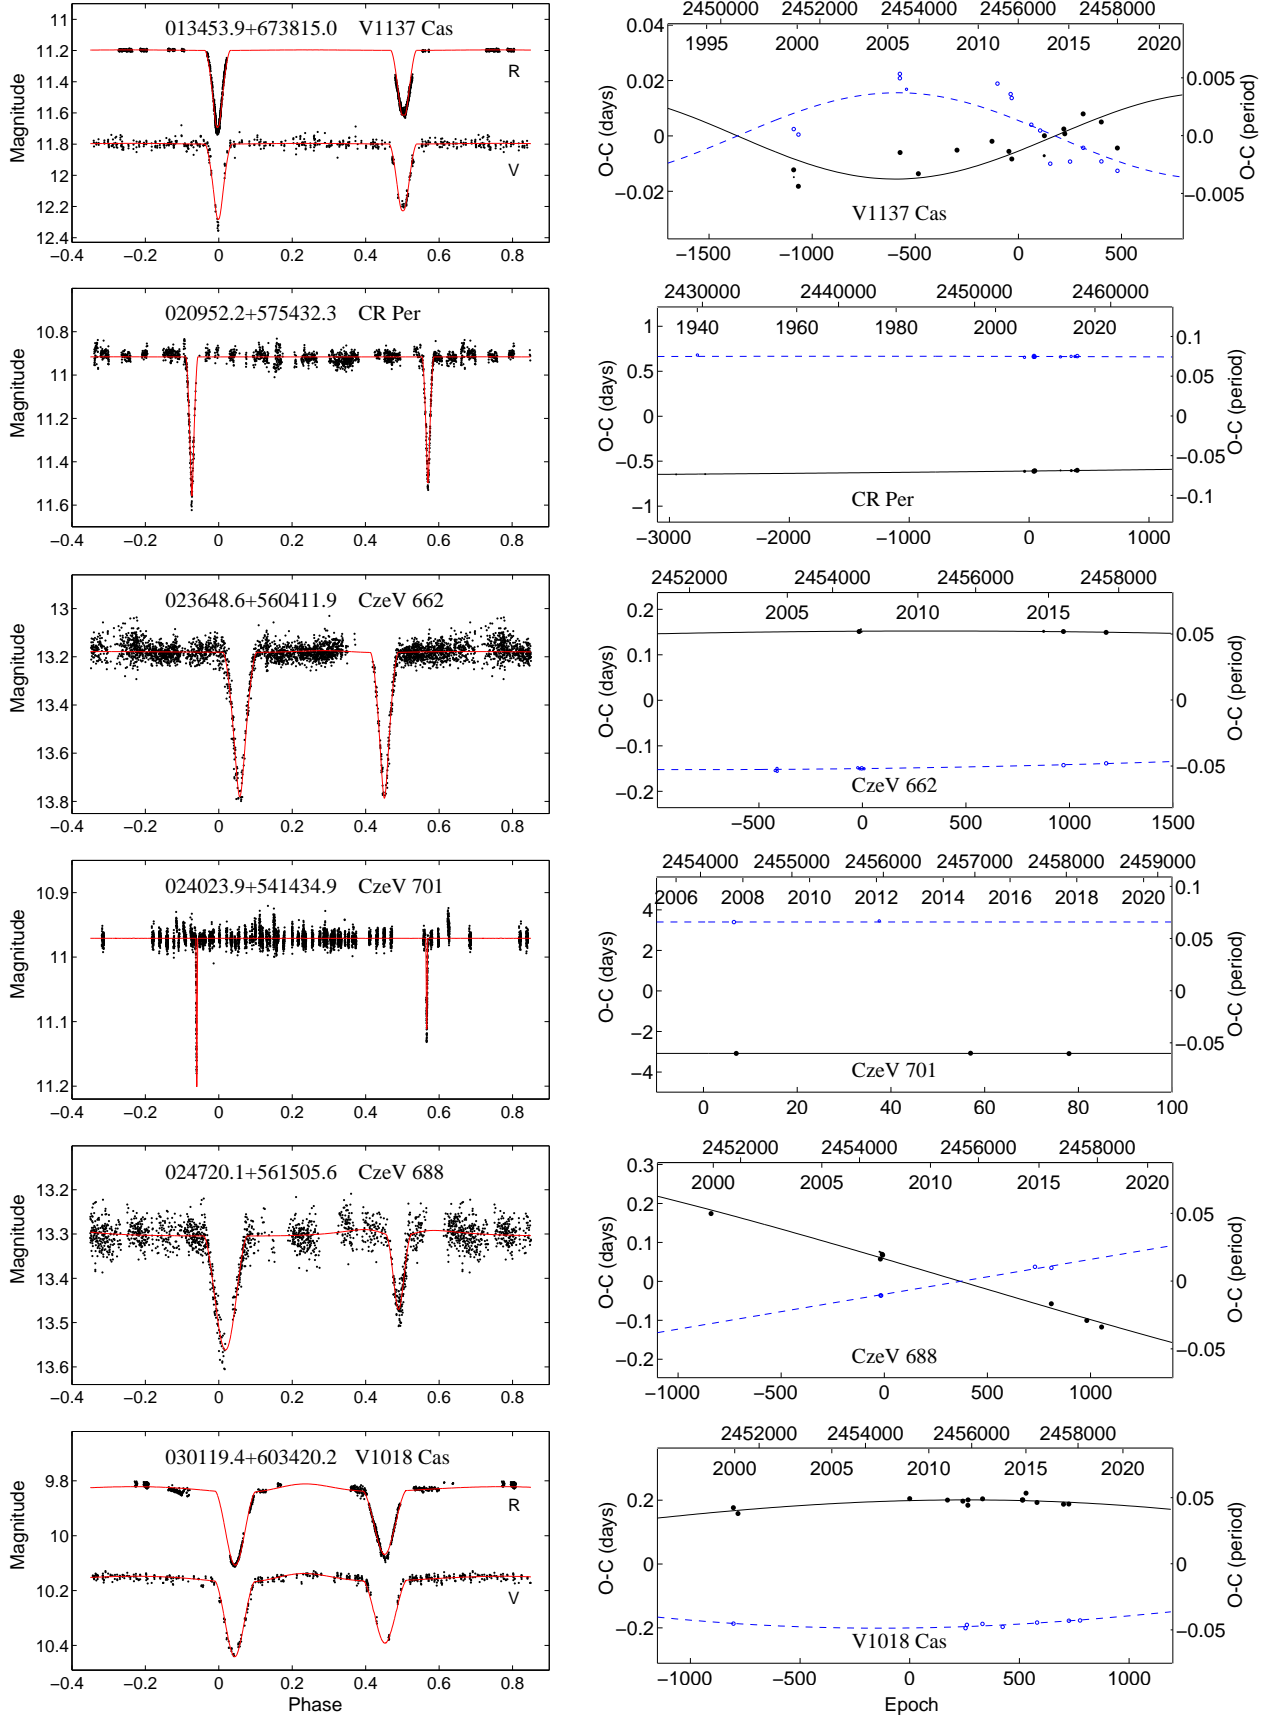 2450000 2452000 2454000 2456000 2458000
1995 2000 2005 2010 2015 2020
013453.9+673815.0 V1137 Cas
R
V
11
11.2
11.4
11.6
11.8
12
12.2
12.4
Magnitude
−0.4 −0.2 0 0.2 0.4 0.6 0.8
0.04
0.02
0
−0.02
O-C (days)
0.005
0
−0.005
O-C (period)
V1137 Cas
−1500 −1000 −500 0 500
2430000 2440000 2450000 2460000
1940 1960 1980 2000 2020
020952.2+575432.3 CR Per
10.8
11
11.2
11.4
11.6
Magnitude
−0.4 −0.2 0 0.2 0.4 0.6 0.8
1
0.5
0
−0.5
−1
O-C (days)
0.1
0.05
0
−0.05
−0.1
O-C (period)
CR Per
−3000 −2000 −1000 0 1000
2452000 2454000 2456000 2458000
2005 2010 2015
023648.6+560411.9 CzeV 662
13
13.2
13.4
13.6
13.8
Magnitude
−0.4 −0.2 0 0.2 0.4 0.6 0.8
0.2
0.1
0
−0.1
−0.2
O-C (days)
0.05
0
−0.05
O-C (period)
CzeV 662
−500 0 500 1000 1500
2454000 2455000 2456000 2457000 2458000 2459000
2006 2008 2010 2012 2014 2016 2018 2020
024023.9+541434.9 CzeV 701
10.9
11
11.1
11.2
Magnitude
−0.4 −0.2 0 0.2 0.4 0.6 0.8
4
2
0
−2
−4
O-C (days)
0.1
0.05
0
−0.05
O-C (period)
CzeV 701
0 20 40 60 80 100
2452000 2454000 2456000 2458000
2000 2005 2010 2015 2020
024720.1+561505.6 CzeV 688
13.2
13.3
13.4
13.5
13.6
Magnitude
−0.4 −0.2 0 0.2 0.4 0.6 0.8
0.3
0.2
0.1
0
−0.1
−0.2
O-C (days)
0.05
0
−0.05
O-C (period)
CzeV 688
−1000 −500 0 500 1000
2452000 2454000 2456000 2458000
2000 2005 2010 2015 2020
030119.4+603420.2 V1018 Cas
R
V
9.8
10
10.2
10.4
Magnitude
−0.4 −0.2 0 0.2 0.4 0.6 0.8
Phase
0.2
0
−0.2
O-C (days)
0.05
0
−0.05
O-C (period)
V1018 Cas
−1000 −500 0 500 1000
Epoch